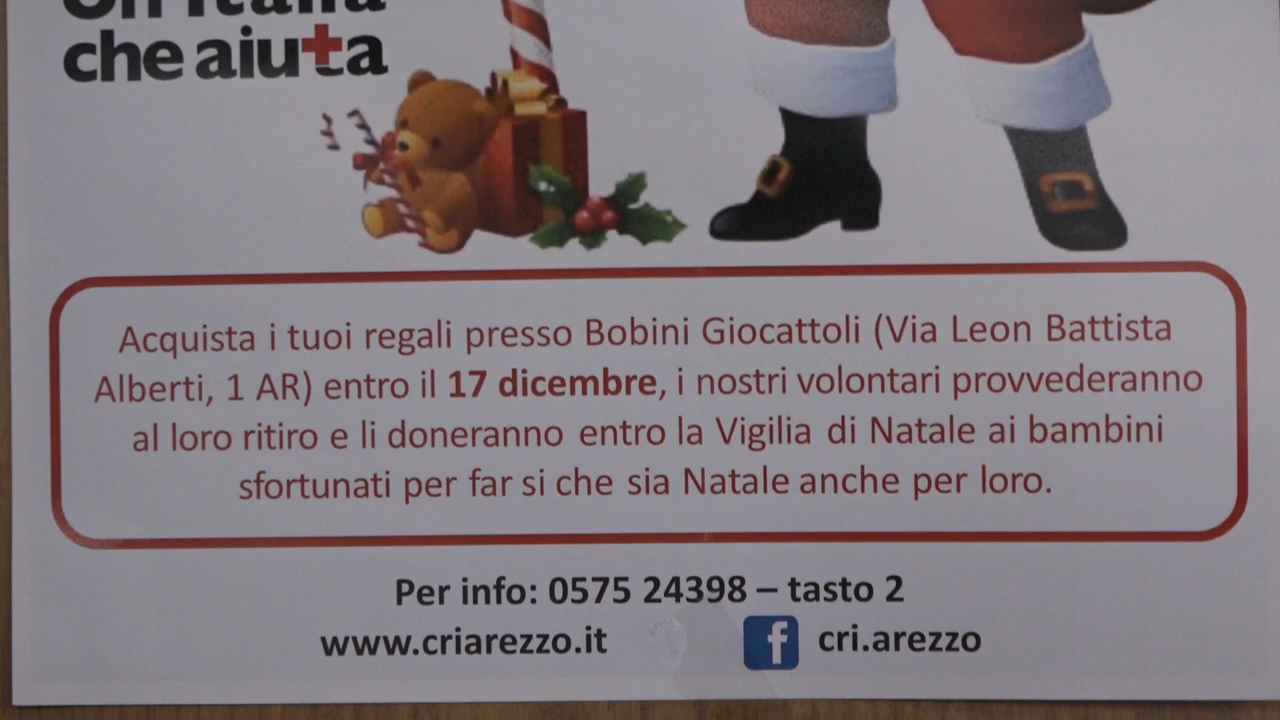 Un'Italia
che aiuta
Acquista i tuoi regali presso Bobini Giocattoli (Via Leon Battista
Alberti, 1 AR) entro il 17 dicembre, i nostri volontari provvederanno
al loro ritiro e li doneranno entro la Vigilia di Natale ai bambini
sfortunati per far si che sia Natale anche per loro.
Per info: 0575 24398 – tasto 2
www.criarezzo.it
f cri.arezzo